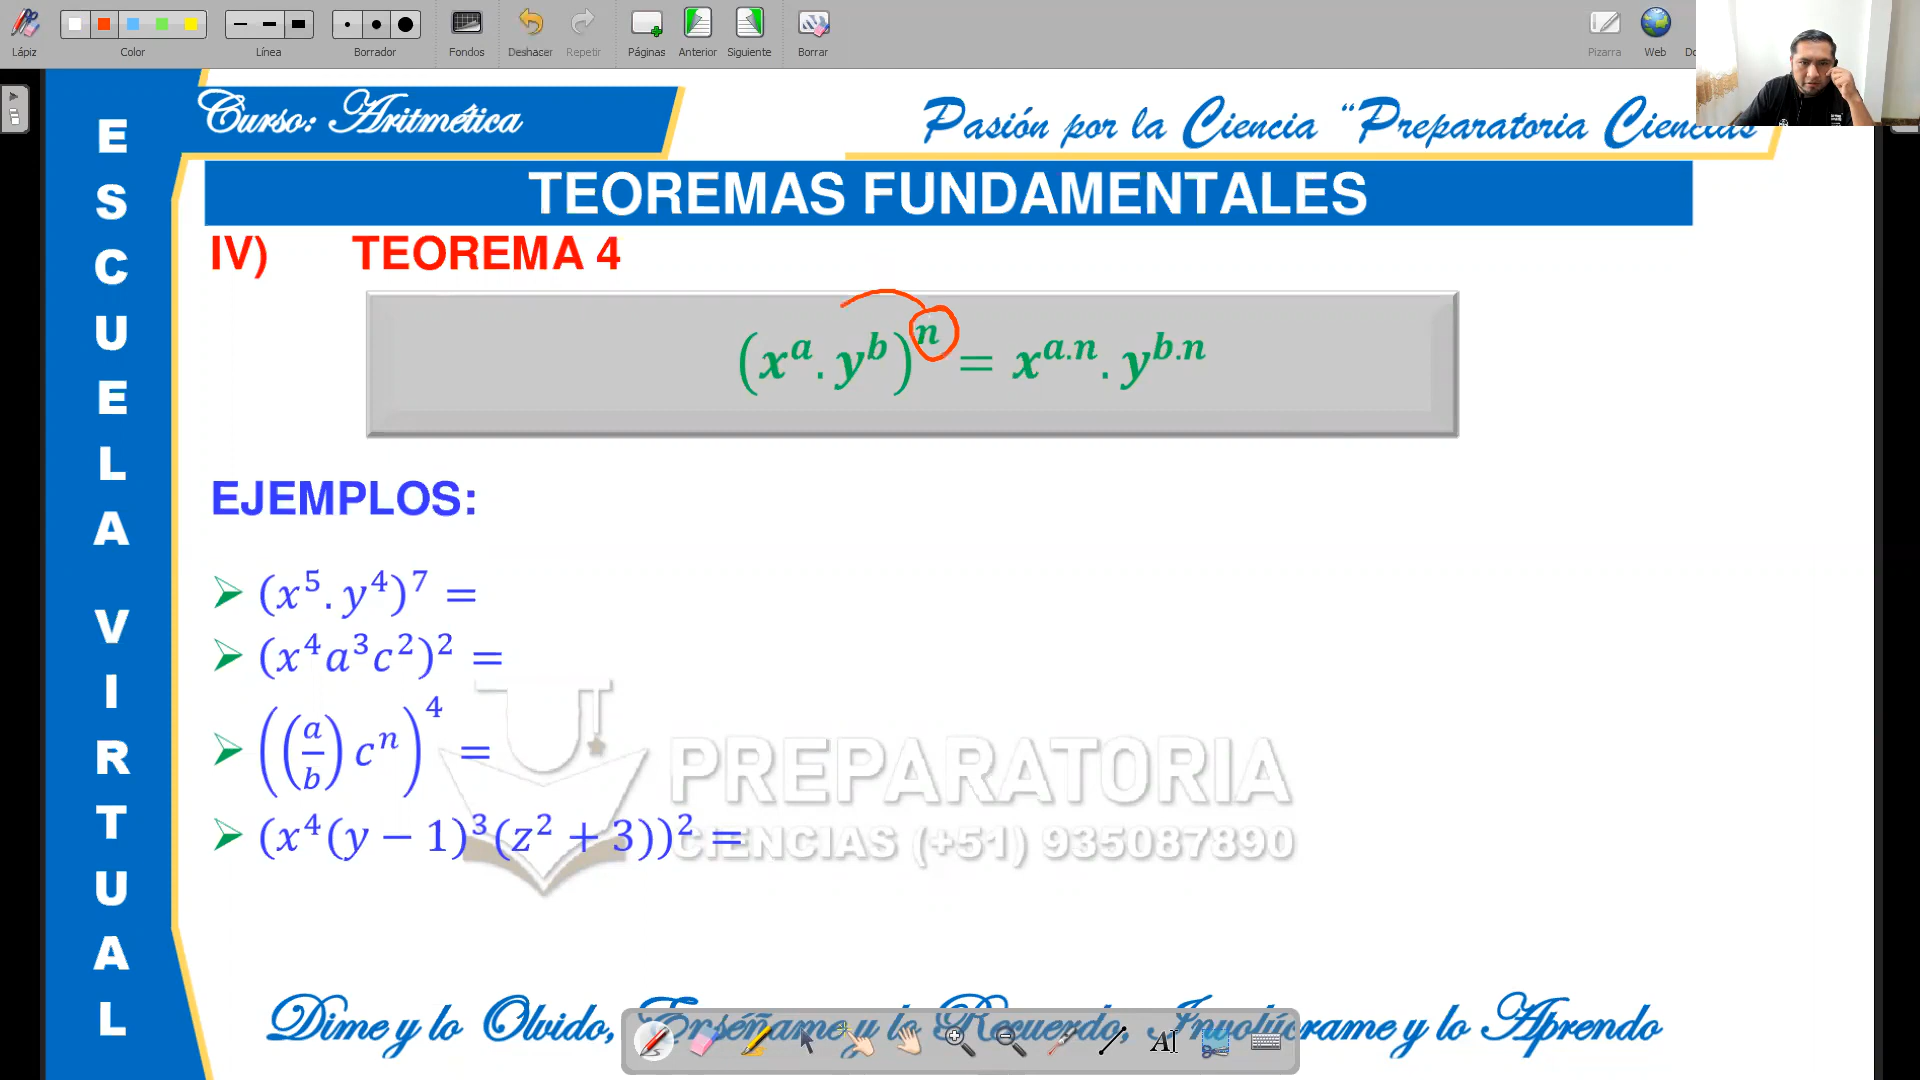 Lápiz Color Línea Borrador Fondos Deshacer Repetir Páginas Anterior Siguiente Borrar Pizarra Web
Curso: Aritmética
Pasión por la Ciencia “Preparatoria Ciencias
TEOREMAS FUNDAMENTALES
IV) TEOREMA 4
(x^a . y^b)^n = x^{a.n} . y^{b.n}
EJEMPLOS:
➢ (x^5 . y^4)^7 =
➢ (x^4 a^3 c^2)^2 =
➢ ((a/b) c^n)^4 =
➢ (x^4 (y − 1)^3 (z^2 + 3))^2 =
PREPARATORIA
CIENCIAS (+51) 935087890
ESCUELA VIRTUAL
Dime y lo Olvido, Enséñame y lo Recuerdo, Involúcrame y lo Aprendo